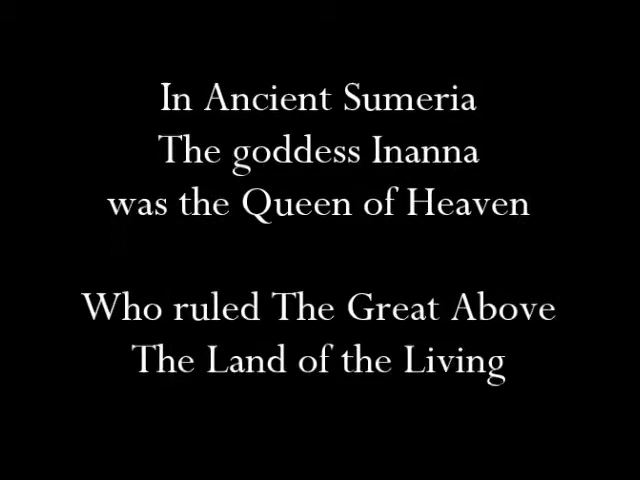 In Ancient Sumeria
The goddess Inanna
was the Queen of Heaven
Who ruled The Great Above
The Land of the Living